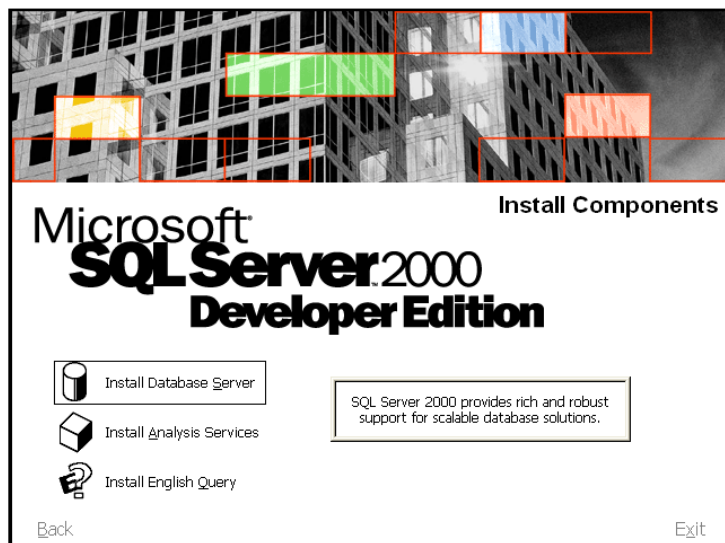 Install Components
Microsoft®
SQL Server™ 2000
Developer Edition
Install Database Server
SQL Server 2000 provides rich and robust
support for scalable database solutions.
Install Analysis Services
Install English Query
Back
Exit